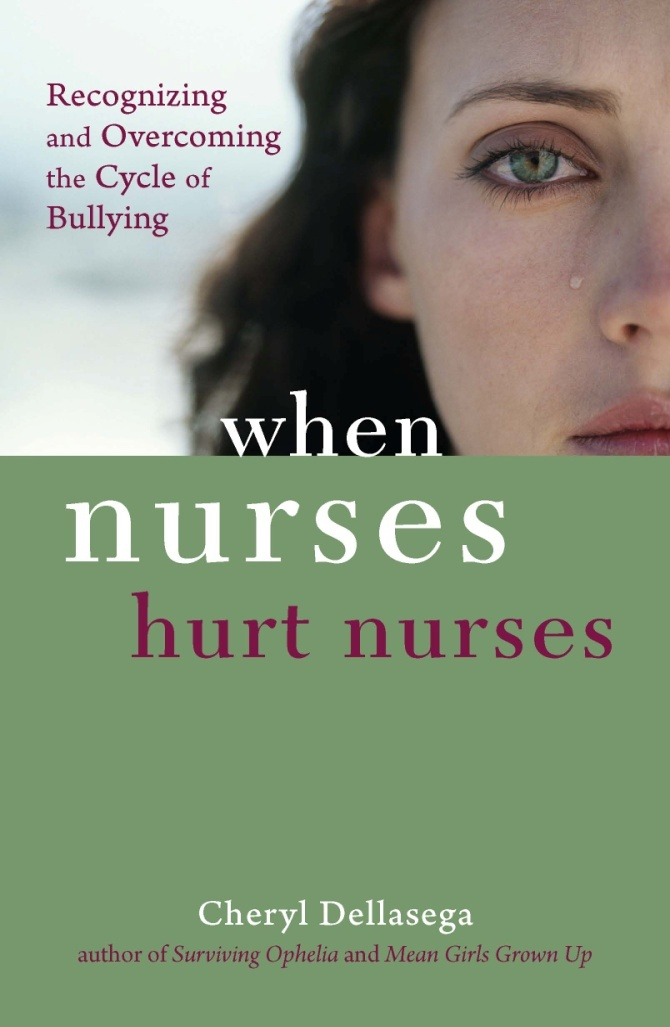 Recognizing
and Overcoming
the Cycle of
Bullying
when
nurses
hurt nurses
Cheryl Dellasega
author of Surviving Ophelia and Mean Girls Grown Up